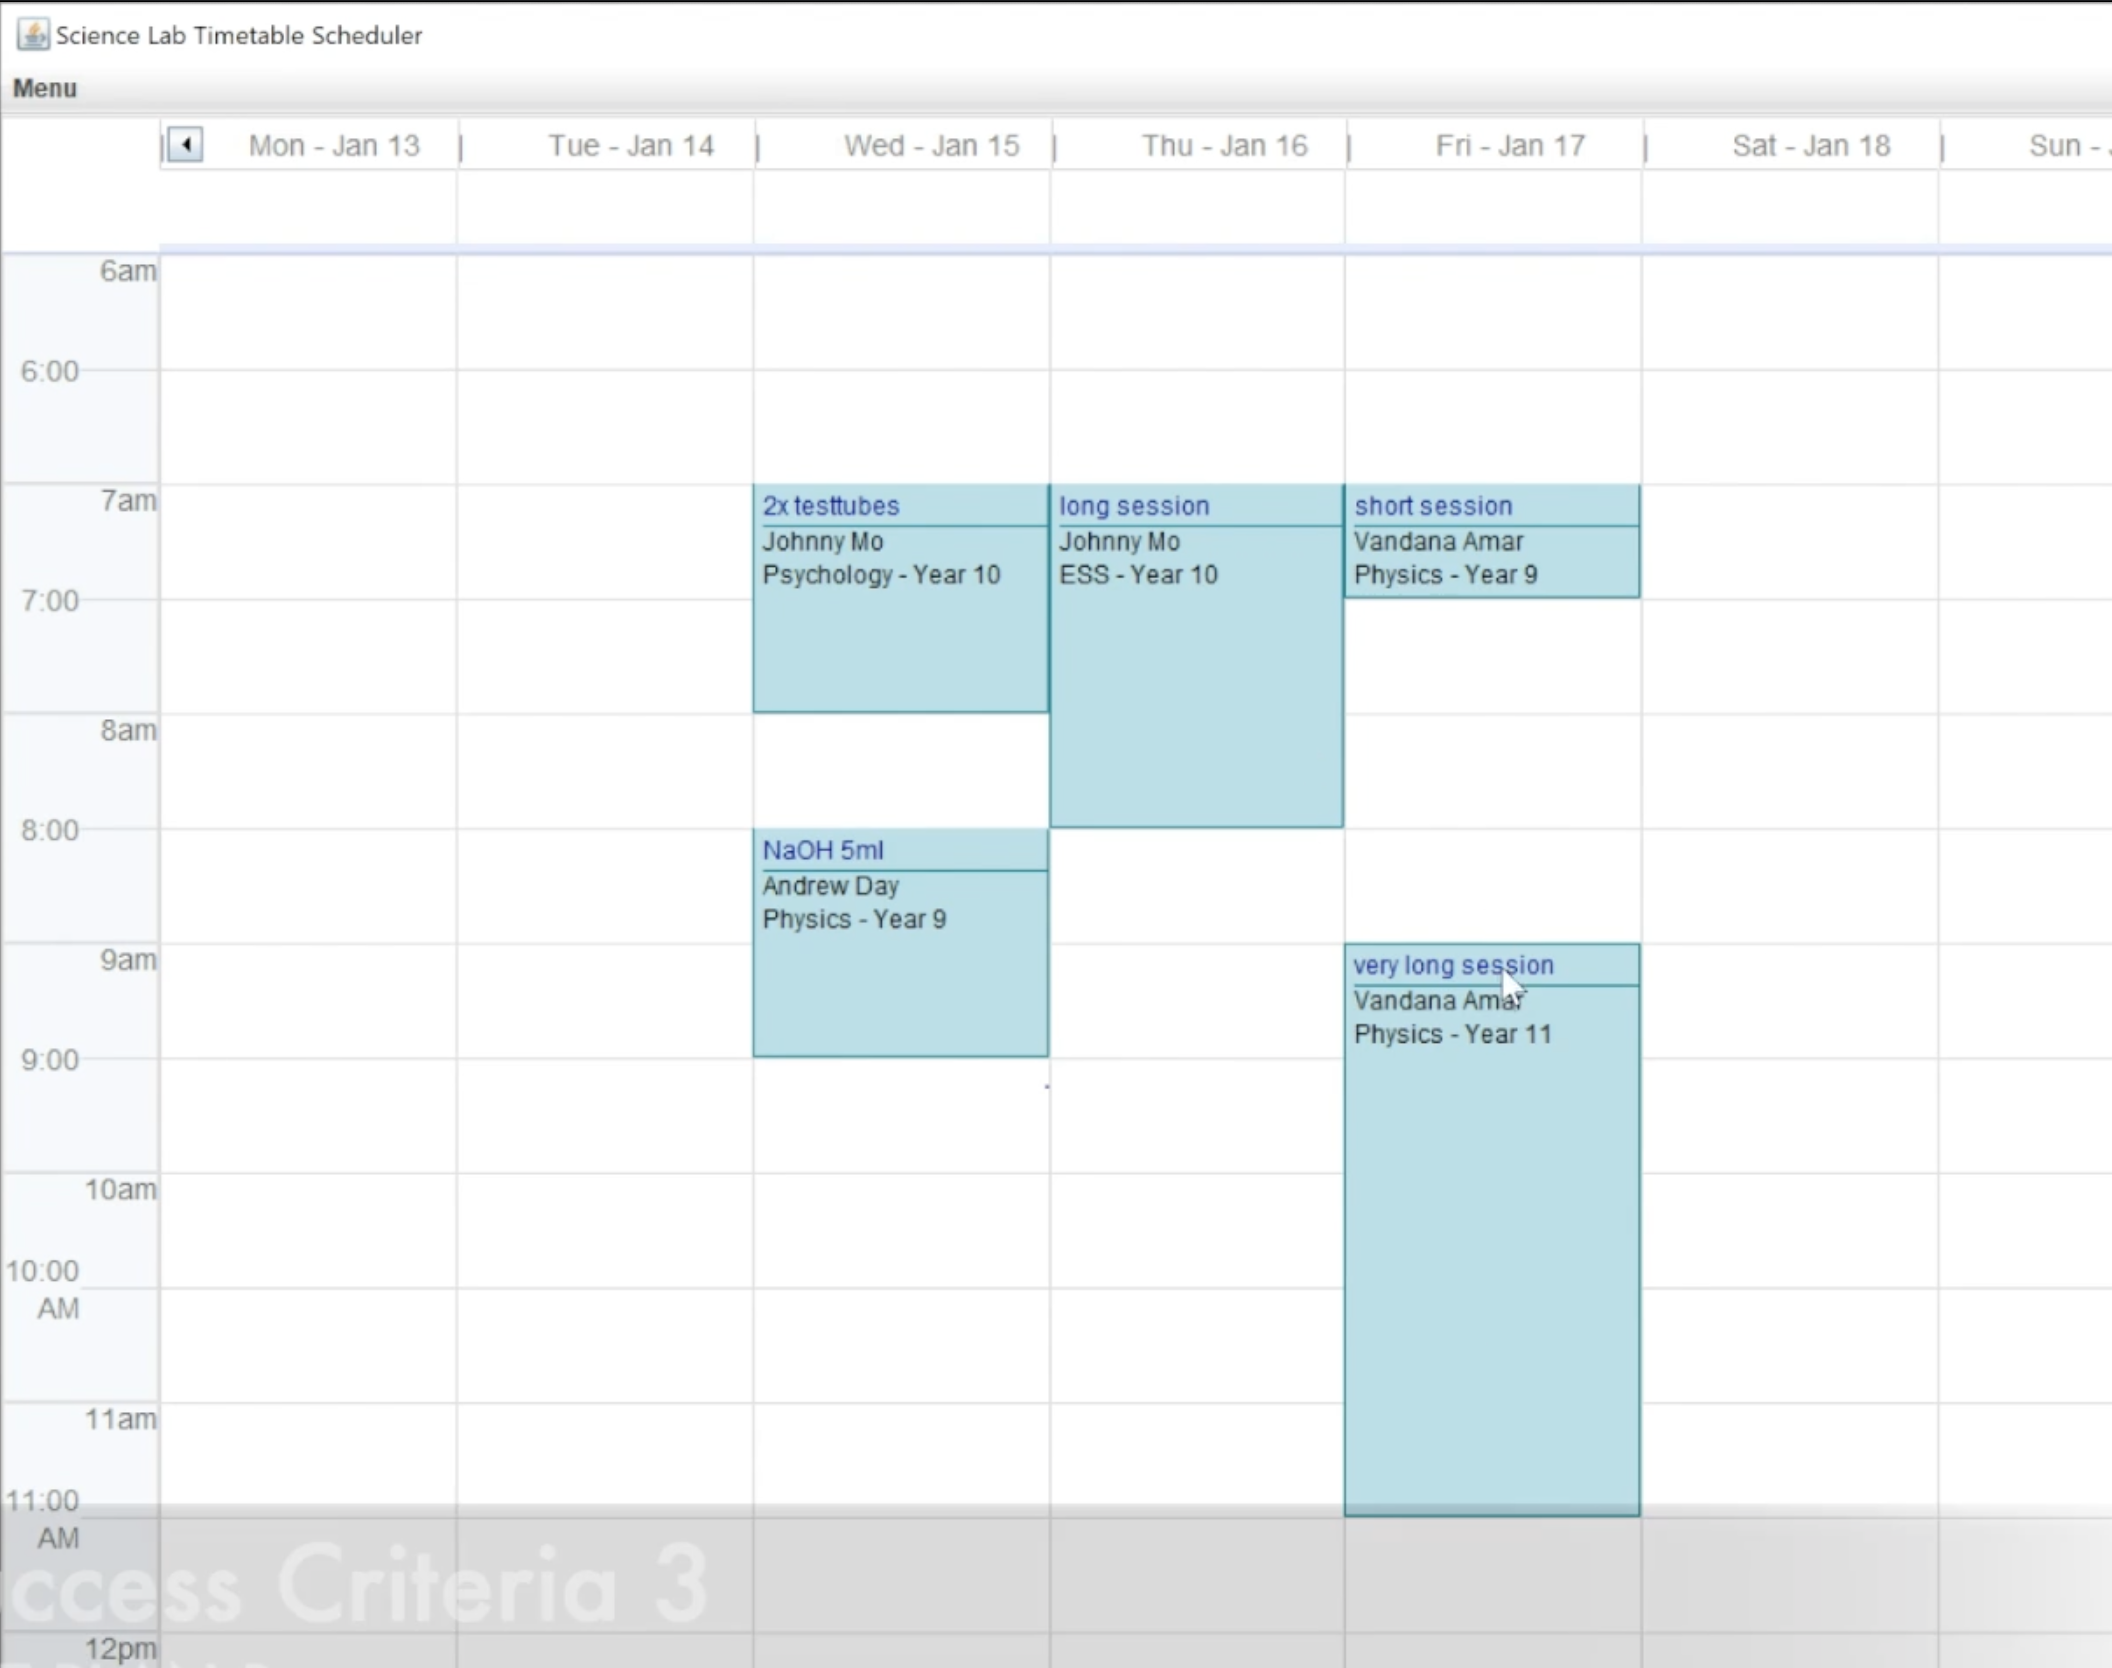 Science Lab Timetable Scheduler
Menu
Mon - Jan 13
Tue - Jan 14
Wed - Jan 15
Thu - Jan 16
Fri - Jan 17
Sat - Jan 18
Sun -
6am
6:00
7am
2x testtubes
Johnny Mo
Psychology - Year 10
long session
Johnny Mo
ESS - Year 10
short session
Vandana Amar
Physics - Year 9
7:00
8am
8:00
NaOH 5ml
Andrew Day
Physics - Year 9
9am
very long session
Vandana Amar
Physics - Year 11
9:00
10am
10:00
AM
11am
11:00
AM
ccess Criteria 3
12pm